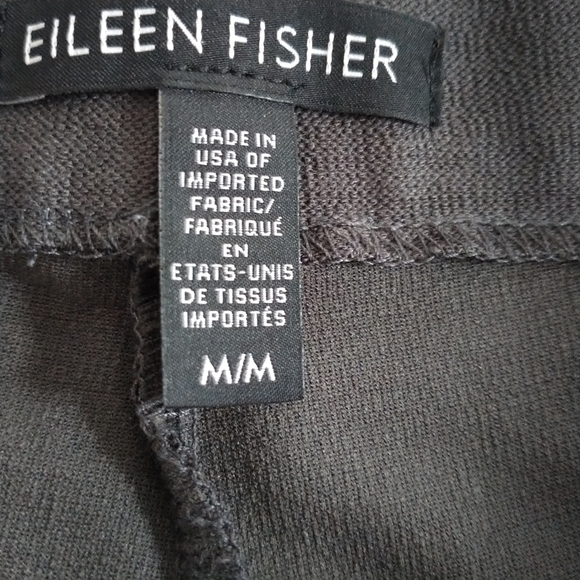 EILEEN FISHER
MADE IN
USA OF
IMPORTED
FABRIC/
FABRIQUÉ
EN
ETATS-UNIS
DE TISSUS
IMPORTÉS
M/M